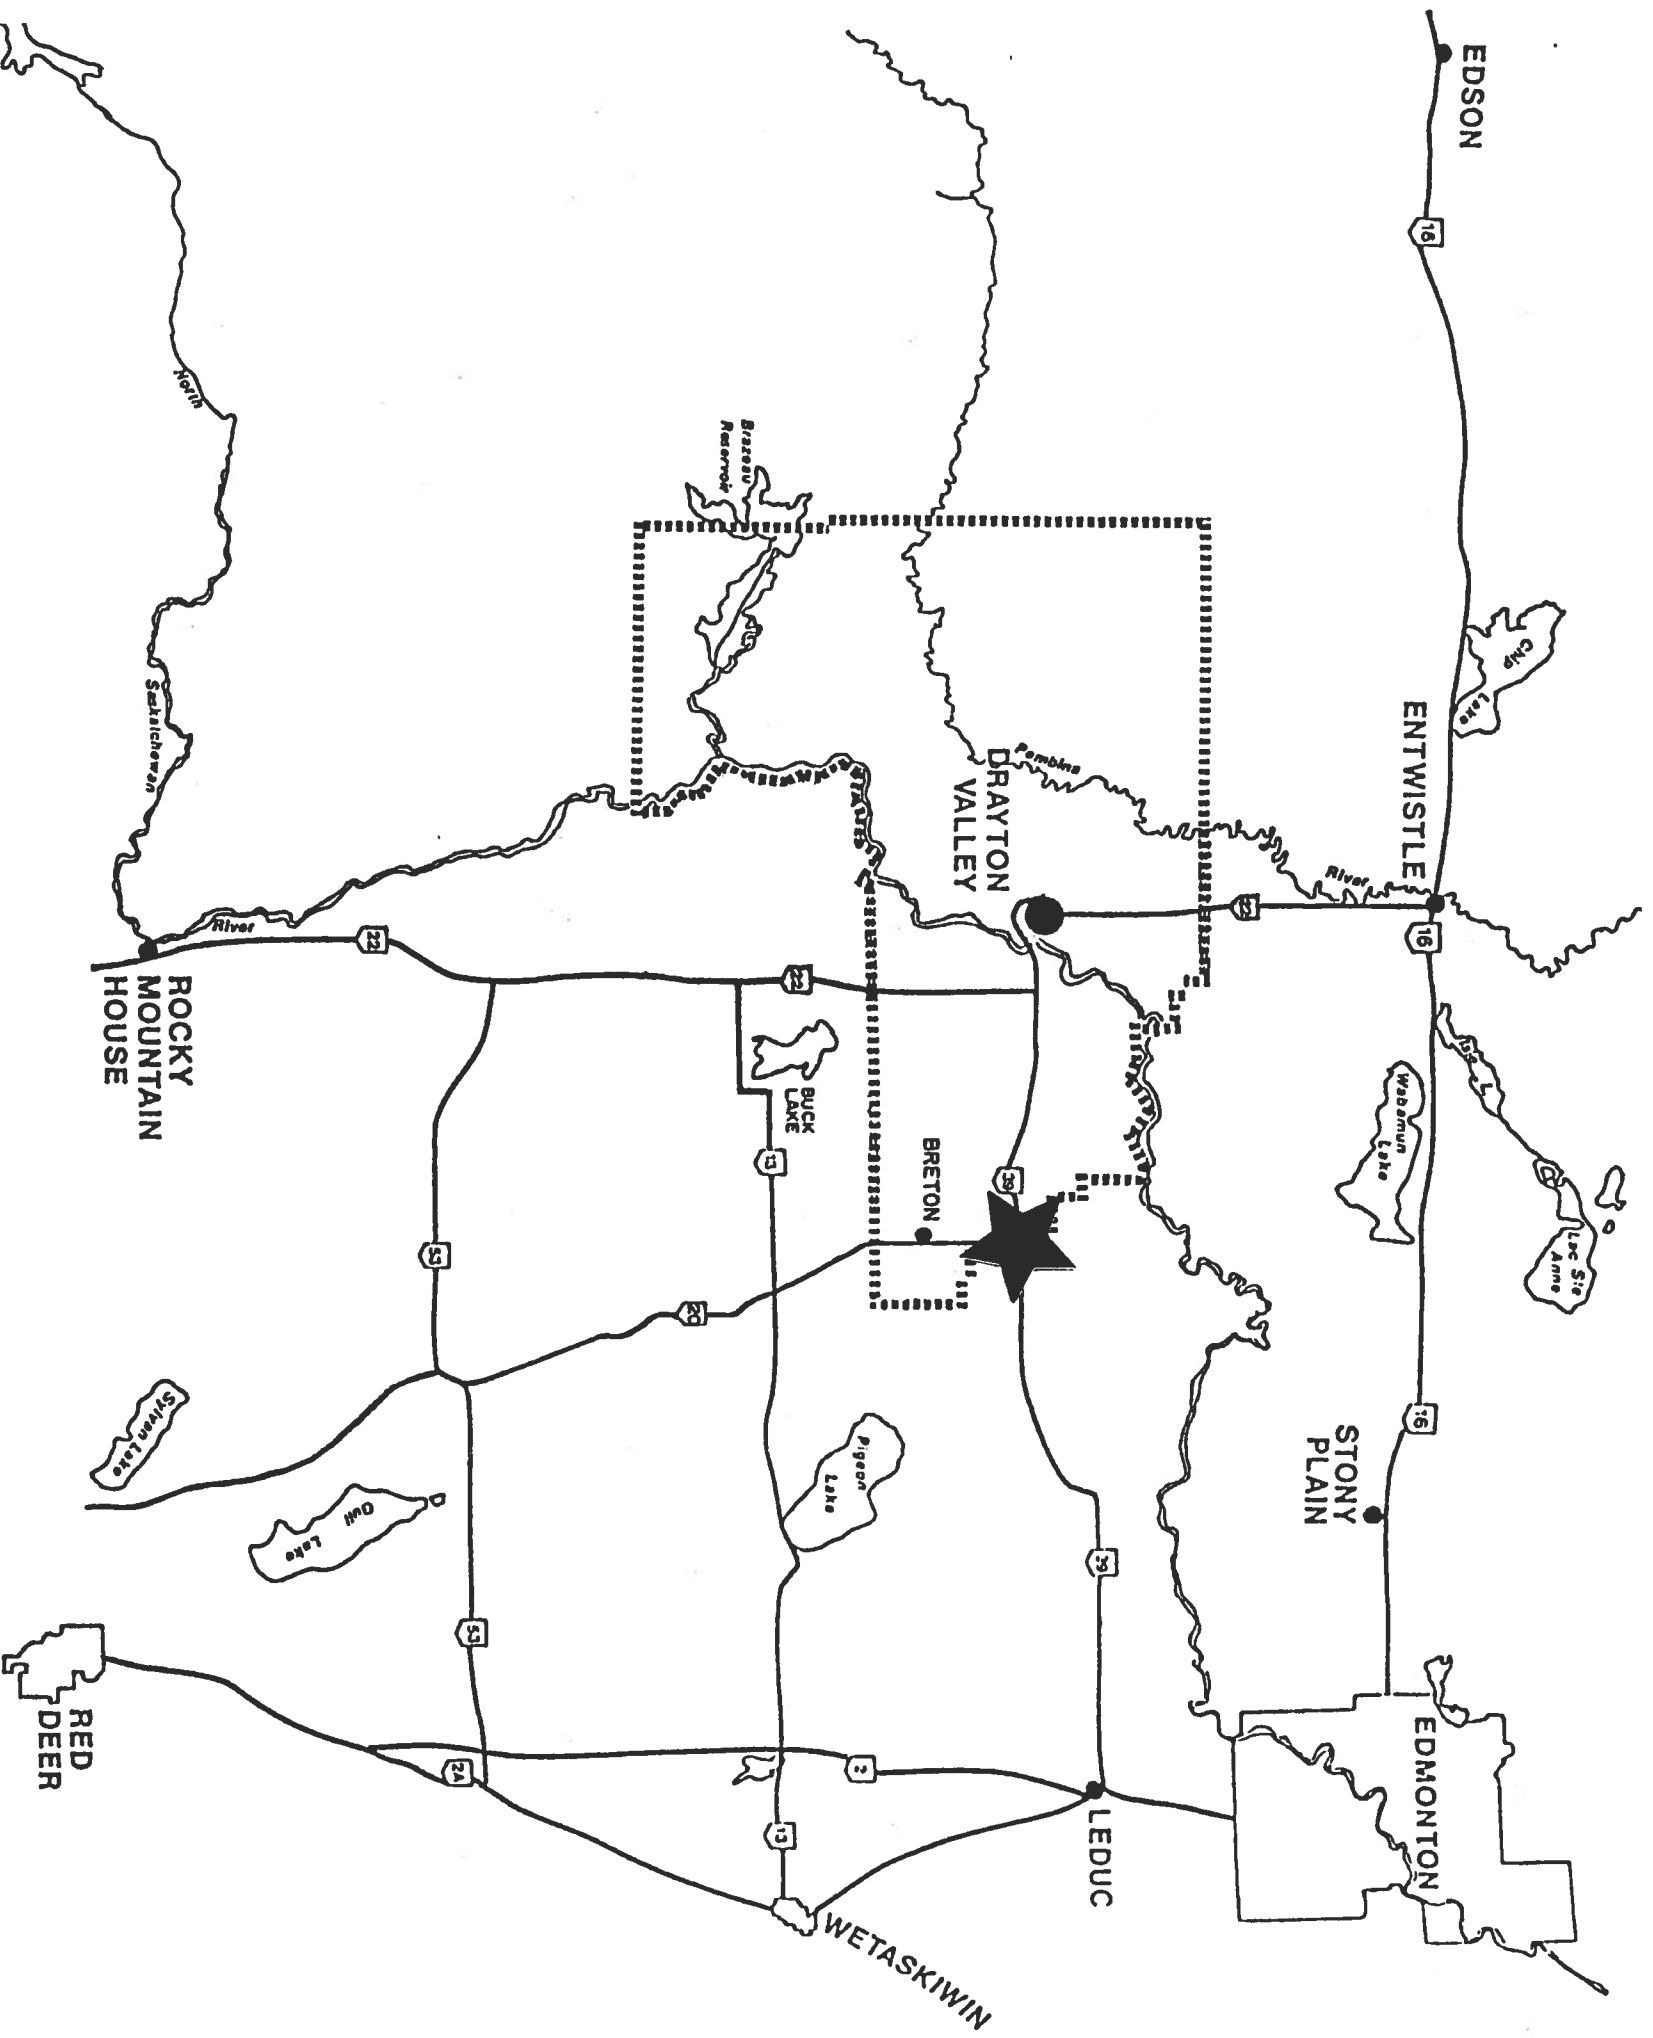 EDSON
16
Chip
Lake
ENTWISTLE
16
Isle L
Lac Ste
Anne
Wabamun
Lake
16
STONY
PLAIN
EDMONTON
Pembina
River
22
DRAYTON
VALLEY
39
39
LEDUC
Brazeau
Reservoir
BRETON
22
BUCK
LAKE
13
Pigeon
Lake
2
13
WETASKIWIN
20
North
Saskatchewan
River
22
53
53
2A
ROCKY
MOUNTAIN
HOUSE
Sylvan Lake
Gull
Lake
RED
DEER